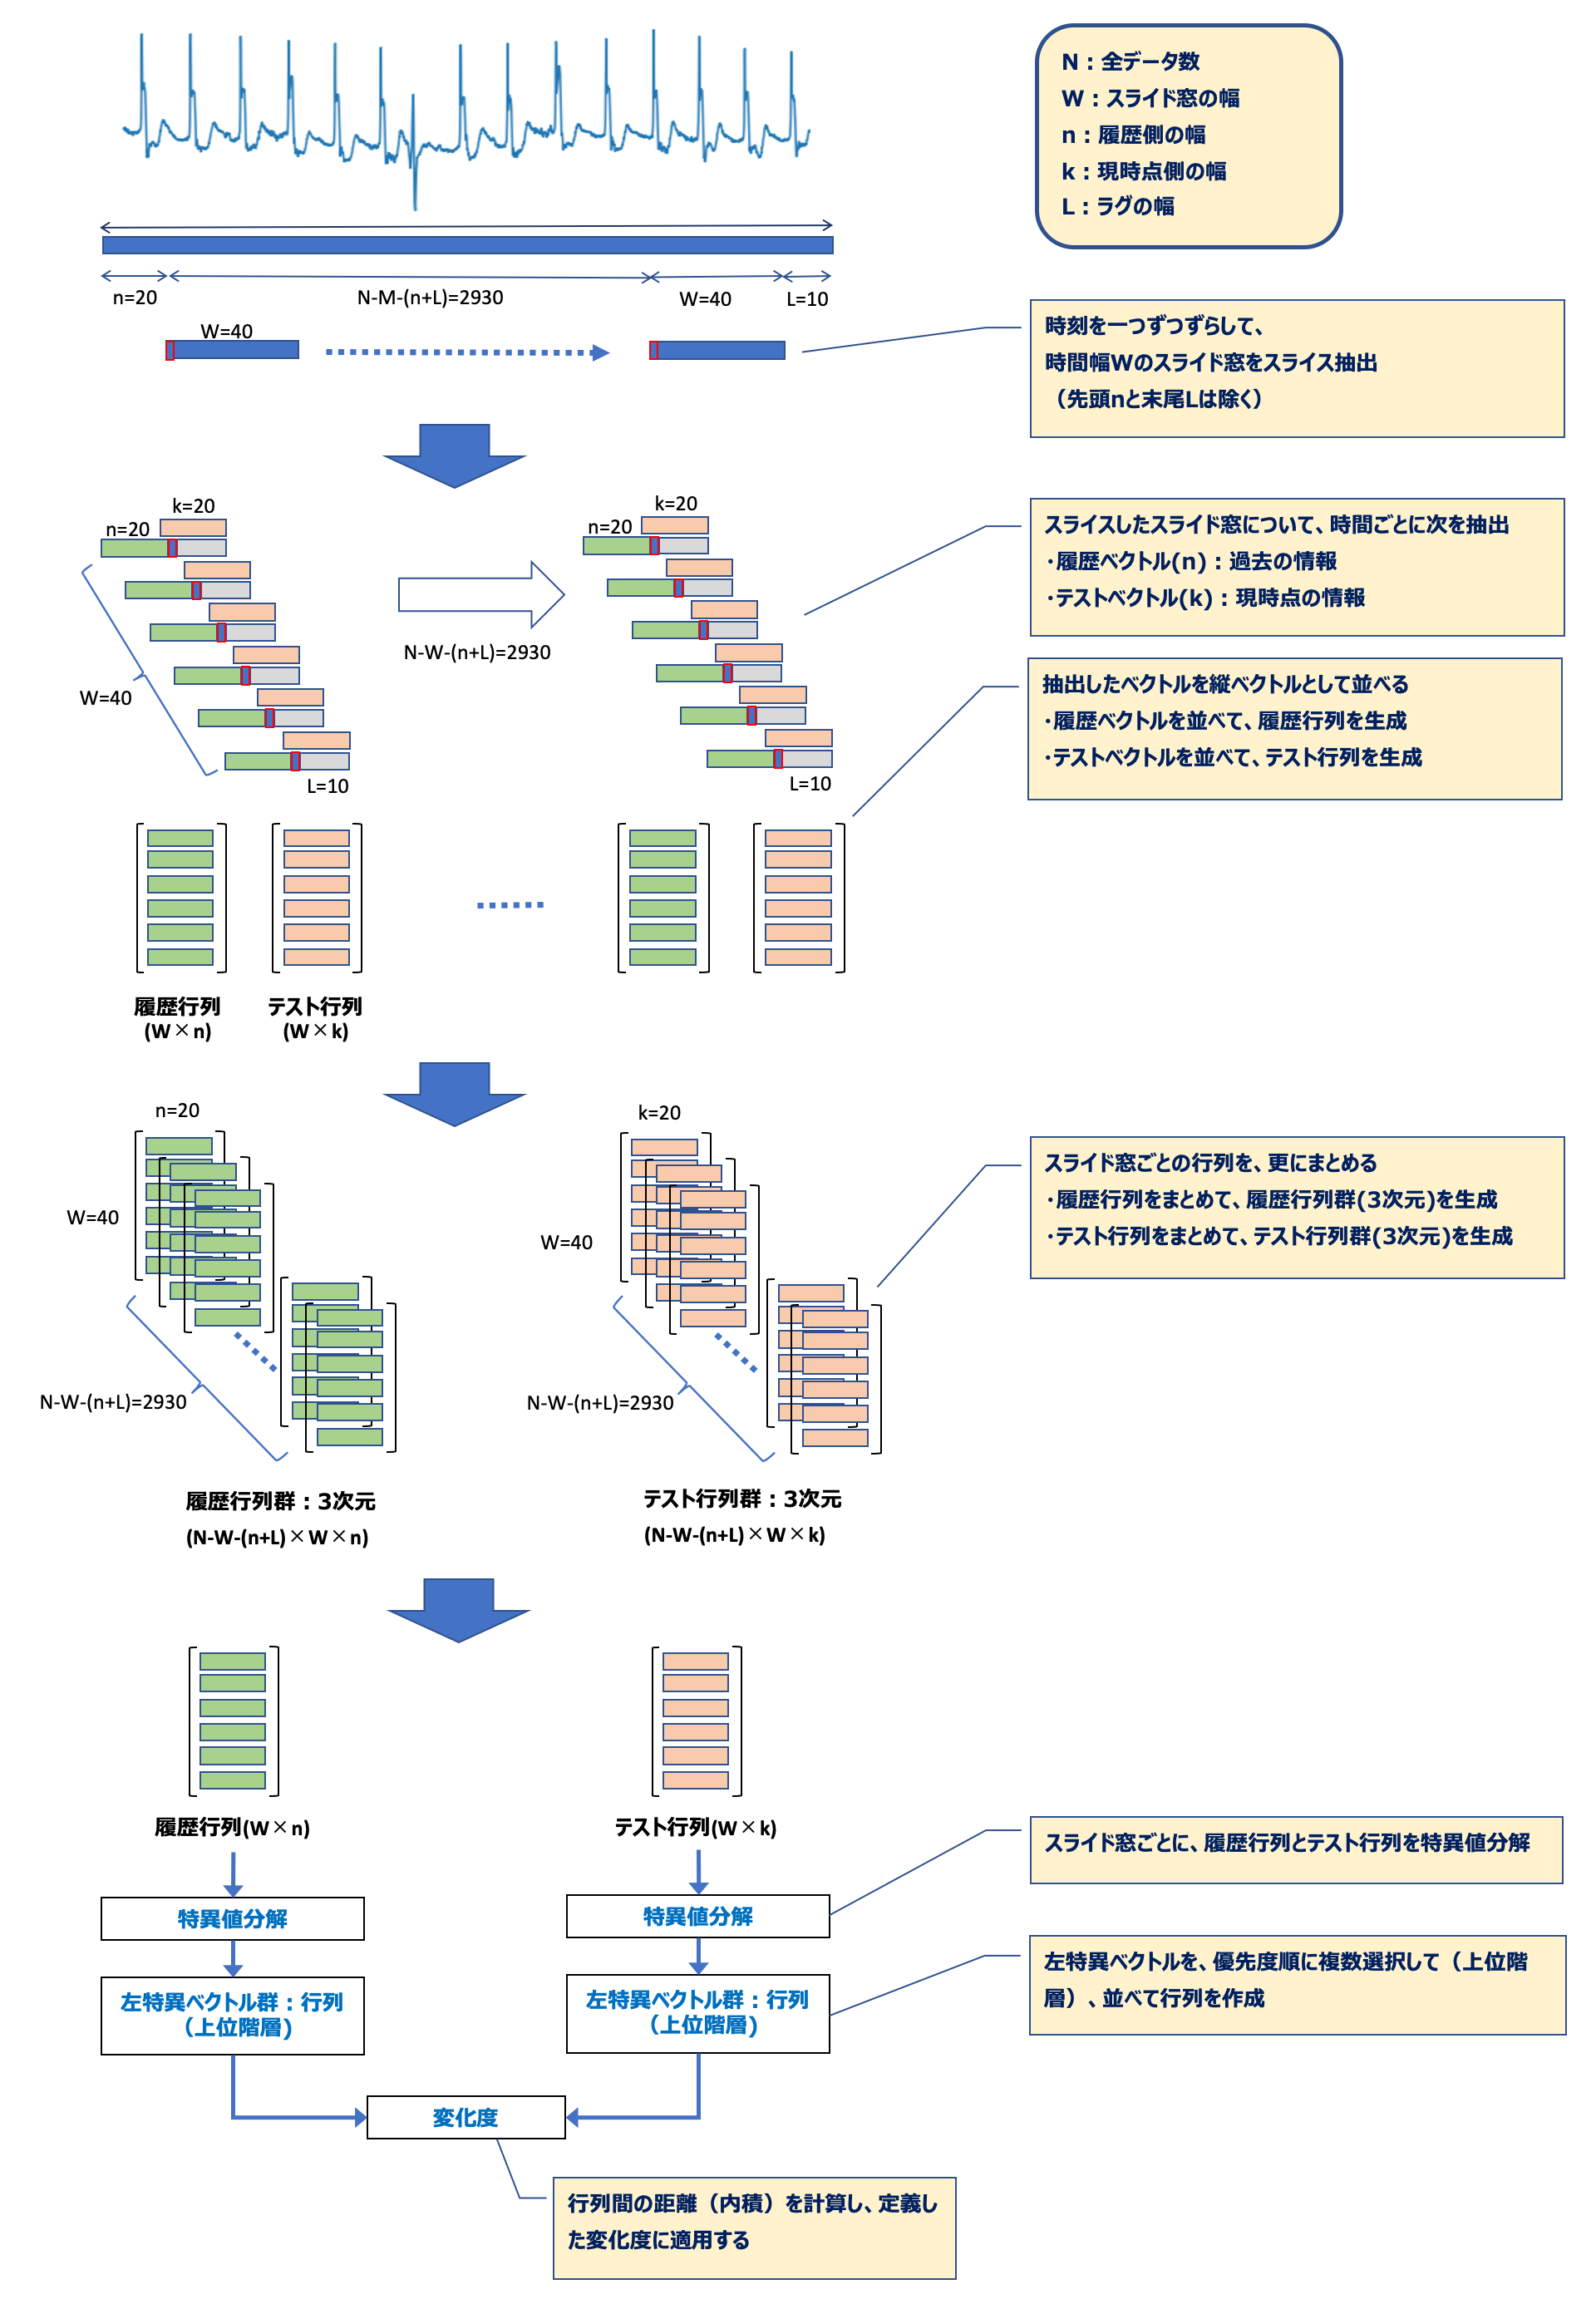 N：全データ数
W：スライド窓の幅
n：履歴側の幅
k：現時点側の幅
L：ラグの幅
n=20
N-M-(n+L)=2930
W=40
L=10
W=40
時刻を一つずつずらして、
時間幅Wのスライド窓をスライス抽出
（先頭nと末尾Lは除く）
k=20
n=20
W=40
L=10
N-W-(n+L)=2930
k=20
n=20
L=10
スライスしたスライド窓について、時間ごとに次を抽出
・履歴ベクトル(n)：過去の情報
・テストベクトル(k)：現時点の情報
抽出したベクトルを縦ベクトルとして並べる
・履歴ベクトルを並べて、履歴行列を生成
・テストベクトルを並べて、テスト行列を生成
履歴行列
(W×n)
テスト行列
(W×k)
n=20
W=40
N-W-(n+L)=2930
履歴行列群：3次元
(N-W-(n+L)×W×n)
k=20
W=40
N-W-(n+L)=2930
テスト行列群：3次元
(N-W-(n+L)×W×k)
スライド窓ごとの行列を、更にまとめる
・履歴行列をまとめて、履歴行列群(3次元)を生成
・テスト行列をまとめて、テスト行列群(3次元)を生成
履歴行列(W×n)
テスト行列(W×k)
特異値分解
特異値分解
スライド窓ごとに、履歴行列とテスト行列を特異値分解
左特異ベクトル群：行列
（上位階層)
左特異ベクトル群：行列
（上位階層)
左特異ベクトルを、優先度順に複数選択して（上位階
層）、並べて行列を作成
変化度
行列間の距離（内積）を計算し、定義し
た変化度に適用する